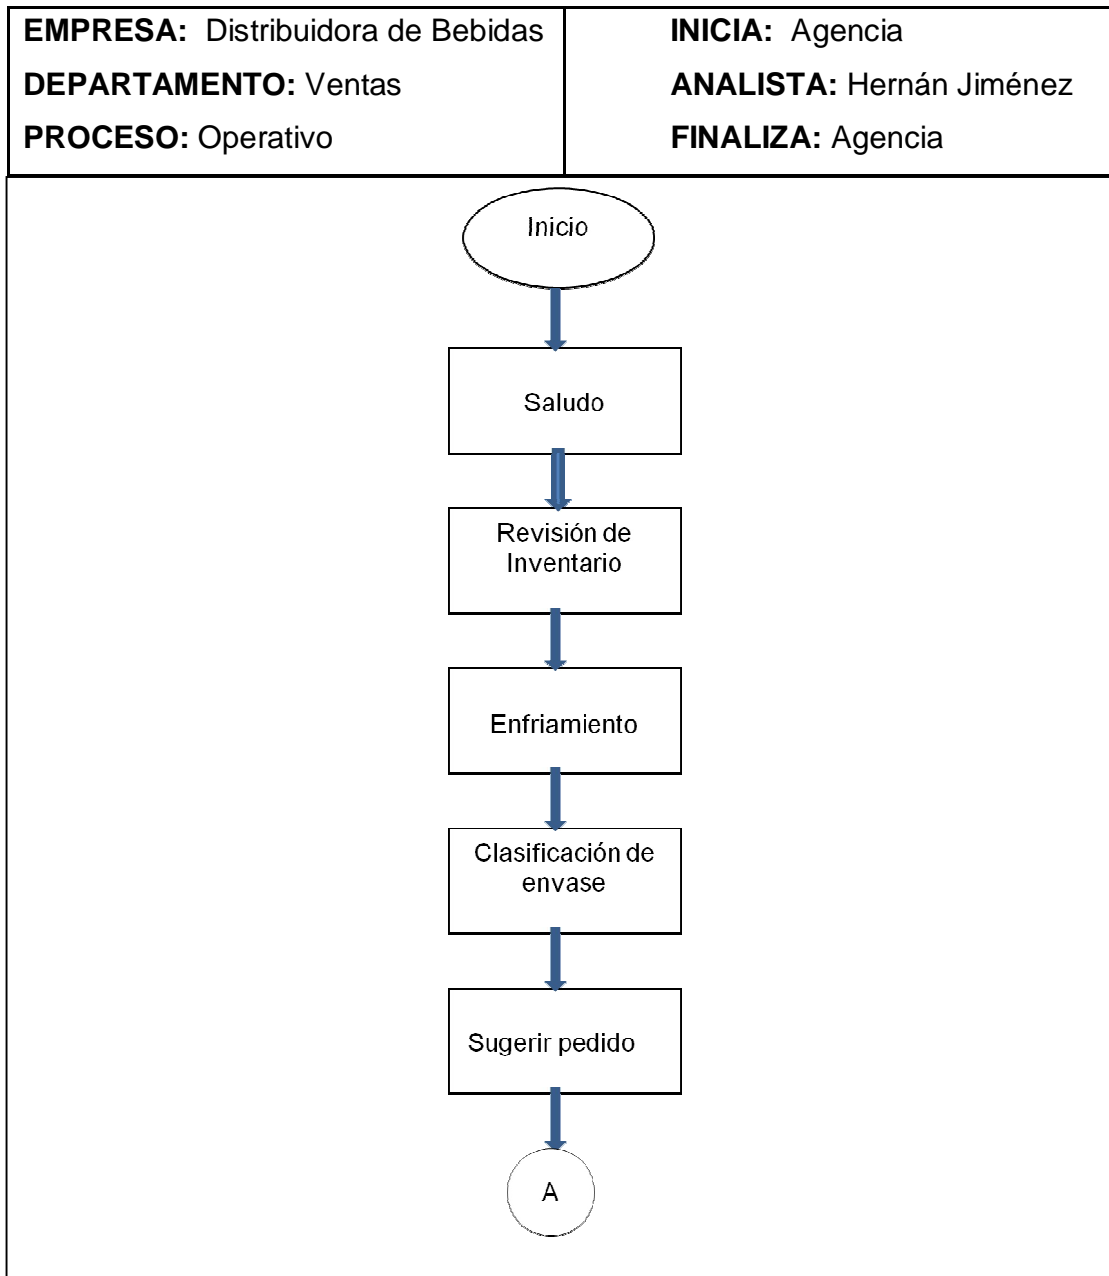 EMPRESA: Distribuidora de Bebidas
DEPARTAMENTO: Ventas
PROCESO: Operativo
INICIA: Agencia
ANALISTA: Hernán Jiménez
FINALIZA: Agencia
Inicio
Saludo
Revisión de
Inventario
Enfriamiento
Clasificación de
envase
Sugerir pedido
A